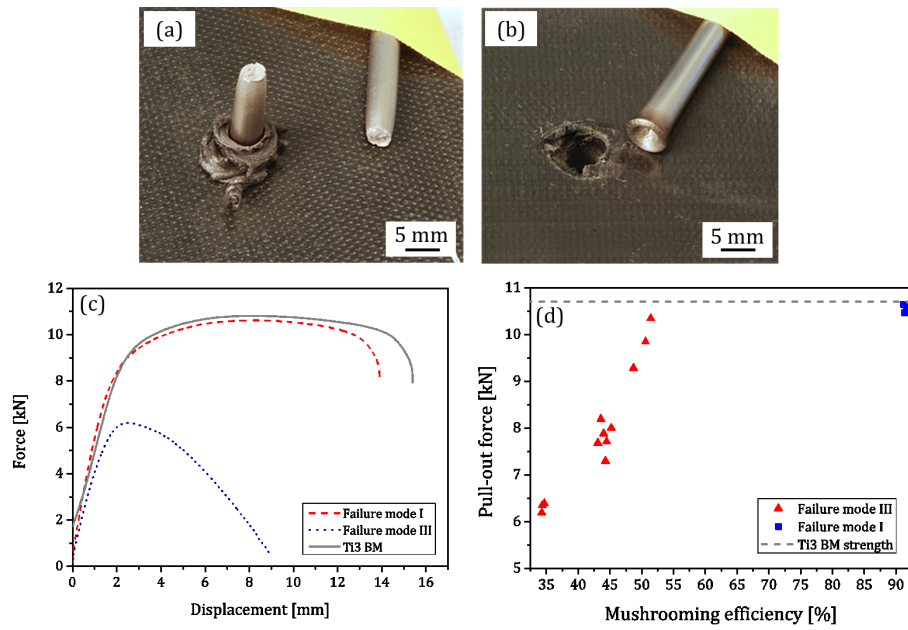 (a)
5 mm
(b)
5 mm
(c)
Force [kN]
12
10
8
6
4
2
0
0 2 4 6 8 10 12 14 16
Displacement [mm]
Failure mode I
Failure mode III
Ti3 BM
(d)
Pull-out force [kN]
11
10
9
8
7
6
5
35 40 45 50 55 60 65 70 75 80 85 90
Mushrooming efficiency [%]
Failure mode III
Failure mode I
Ti3 BM strength